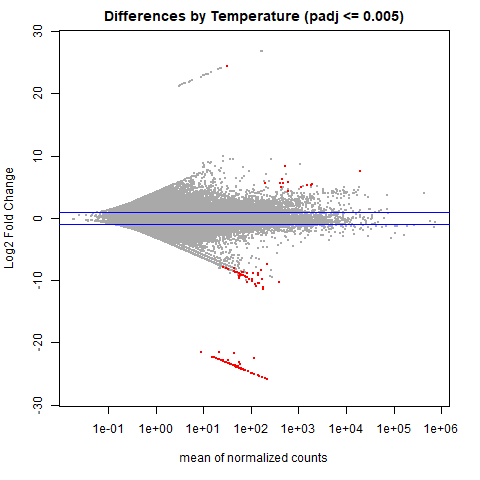 Differences by Temperature (padj <= 0.005)
Log2 Fold Change
30
20
10
0
-10
-20
-30
1e-01 1e+00 1e+01 1e+02 1e+03 1e+04 1e+05 1e+06
mean of normalized counts